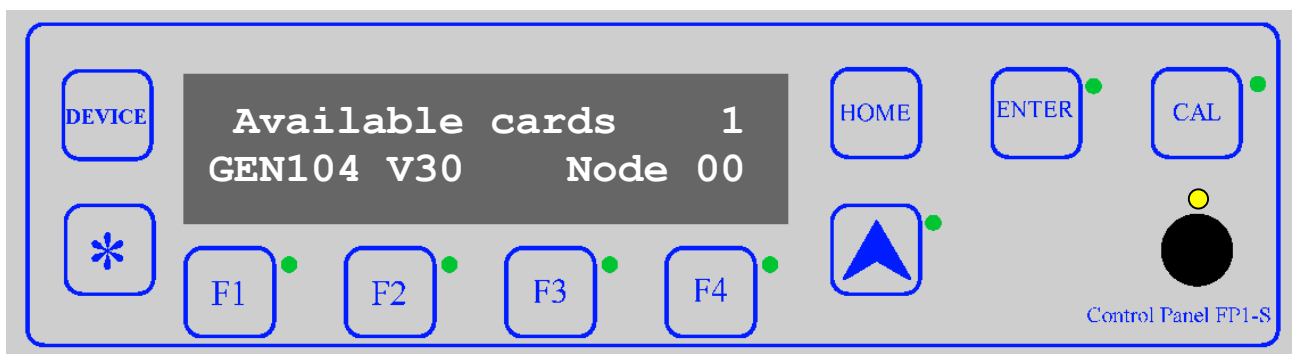 DEVICE
Available cards 1
GEN104 V30 Node 00
HOME
ENTER
CAL
*
F1
F2
F3
F4
Control Panel FP1-S